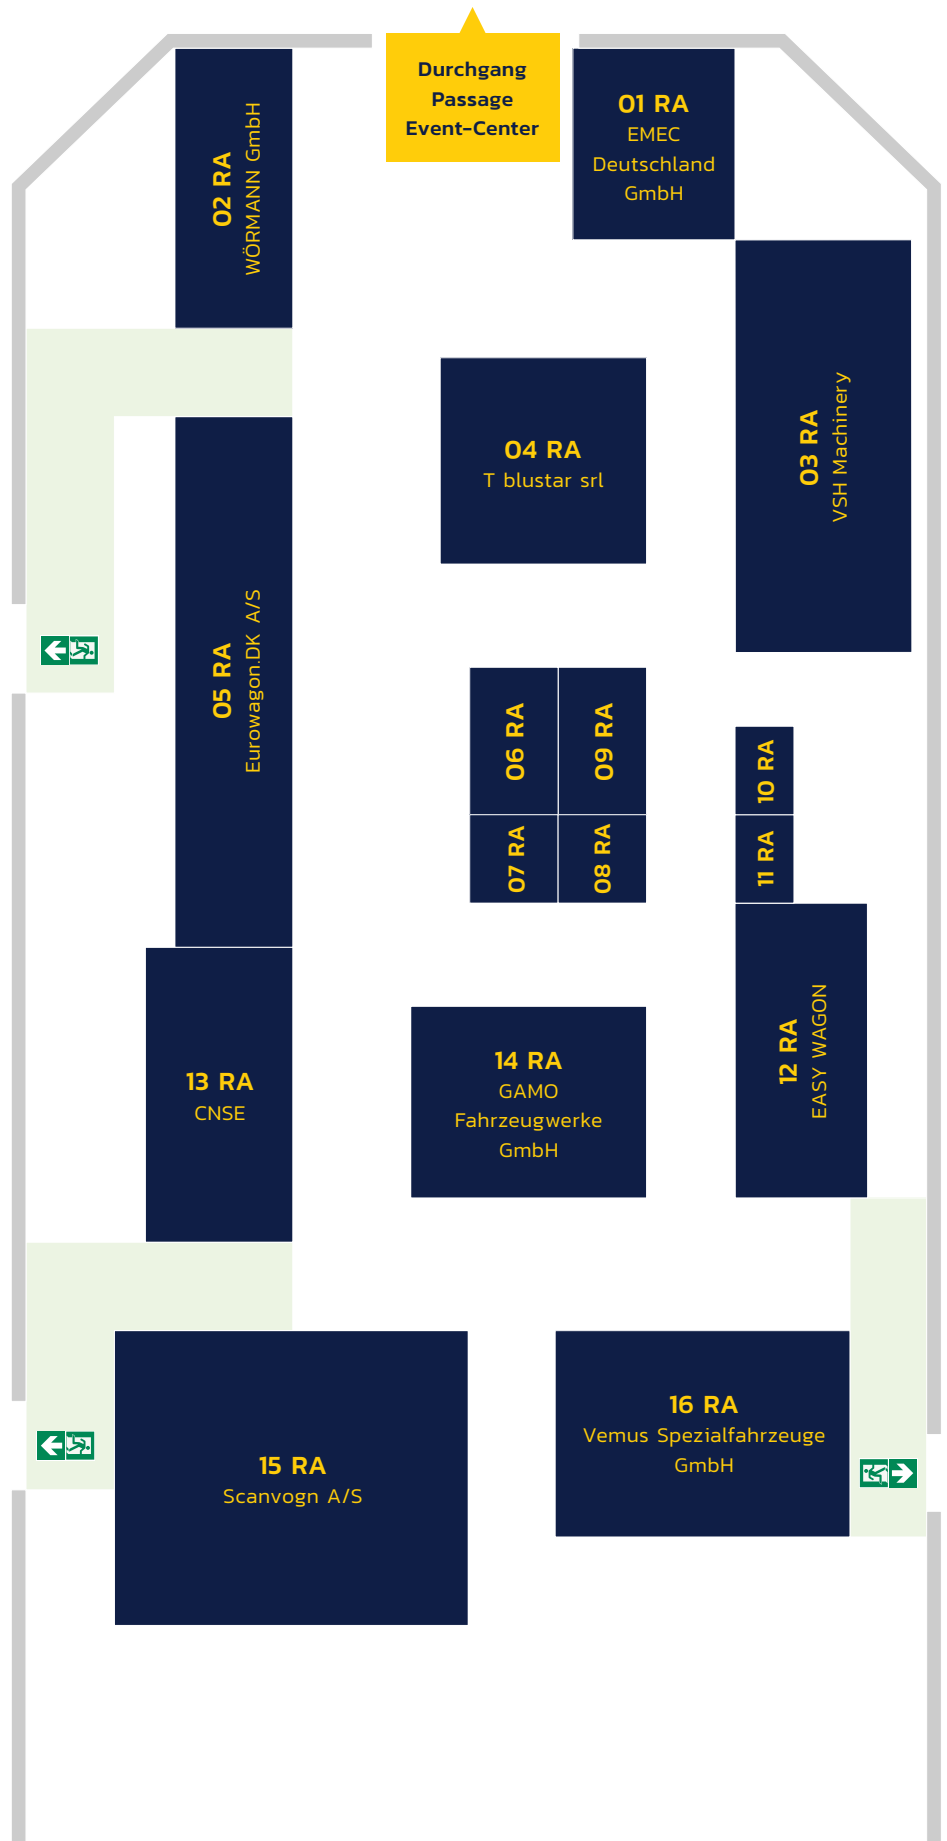 Durchgang
Passage
Event-Center
01 RA
EMEC
Deutschland
GmbH
02 RA
WÖRMANN GmbH
03 RA
VSH Machinery
04 RA
T blustar srl
05 RA
Eurowagon.DK A/S
06 RA
09 RA
07 RA
08 RA
10 RA
11 RA
12 RA
EASY WAGON
13 RA
CNSE
14 RA
GAMO
Fahrzeugwerke
GmbH
15 RA
Scanvogn A/S
16 RA
Vemus Spezialfahrzeuge
GmbH